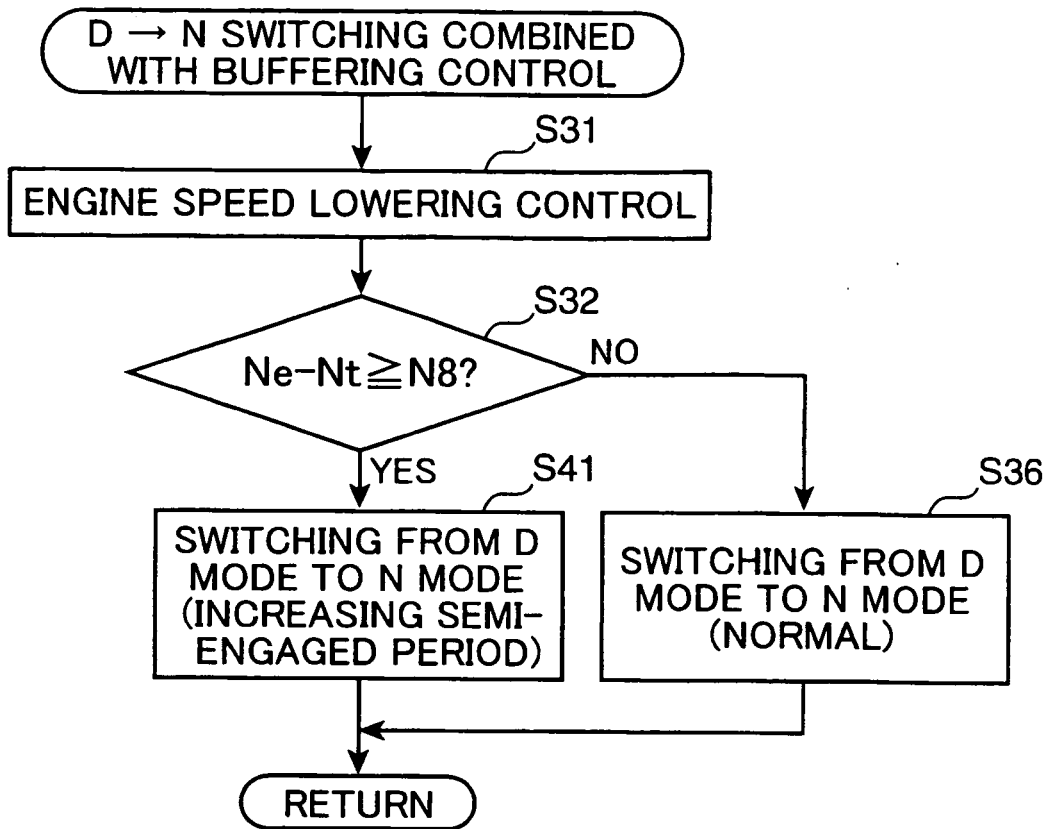 D → N SWITCHING COMBINED
WITH BUFFERING CONTROL
S31
ENGINE SPEED LOWERING CONTROL
S32
Ne-Nt≧N8?
NO
YES
S41
S36
SWITCHING FROM D
MODE TO N MODE
(INCREASING SEMI-
ENGAGED PERIOD)
SWITCHING FROM D
MODE TO N MODE
(NORMAL)
RETURN